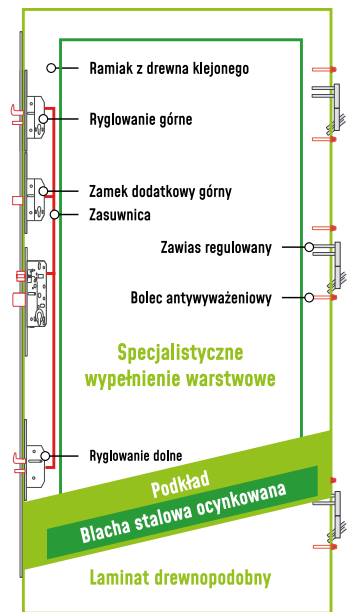 Ramiak z drewna klejonego
Ryglowanie górne
Zamek dodatkowy górny
Zasuwnica
Zawias regulowany
Bolec antywyważeniowy
Specjalistyczne
wypełnienie warstwowe
Ryglowanie dolne
Podkład
Blacha stalowa ocynkowana
Laminat drewnopodobny